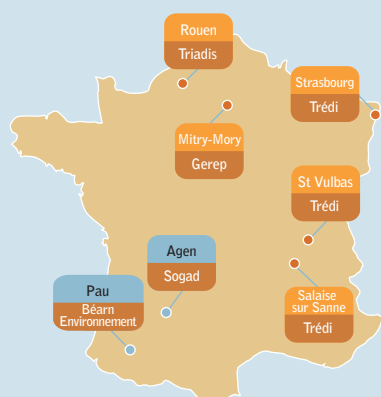 Rouen
Triadis
Strasbourg
Trédi
Mitry-Mory
Gerep
St Vulbas
Trédi
Agen
Sogad
Pau
Béarn
Environnement
Salaise
sur Sanne
Trédi